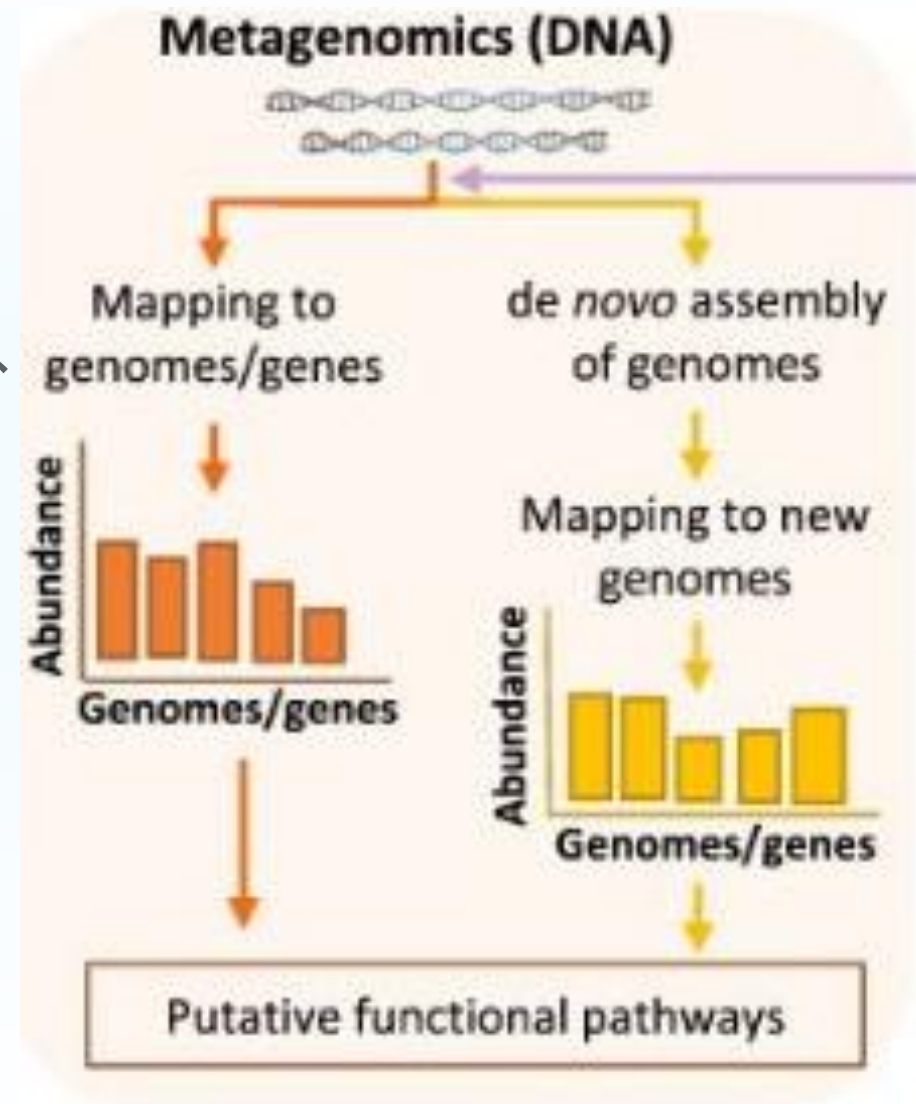 Metagenomics (DNA)
Mapping to
genomes/genes
Abundance
Genomes/genes
de novo assembly
of genomes
Mapping to new
genomes
Abundance
Genomes/genes
Putative functional pathways